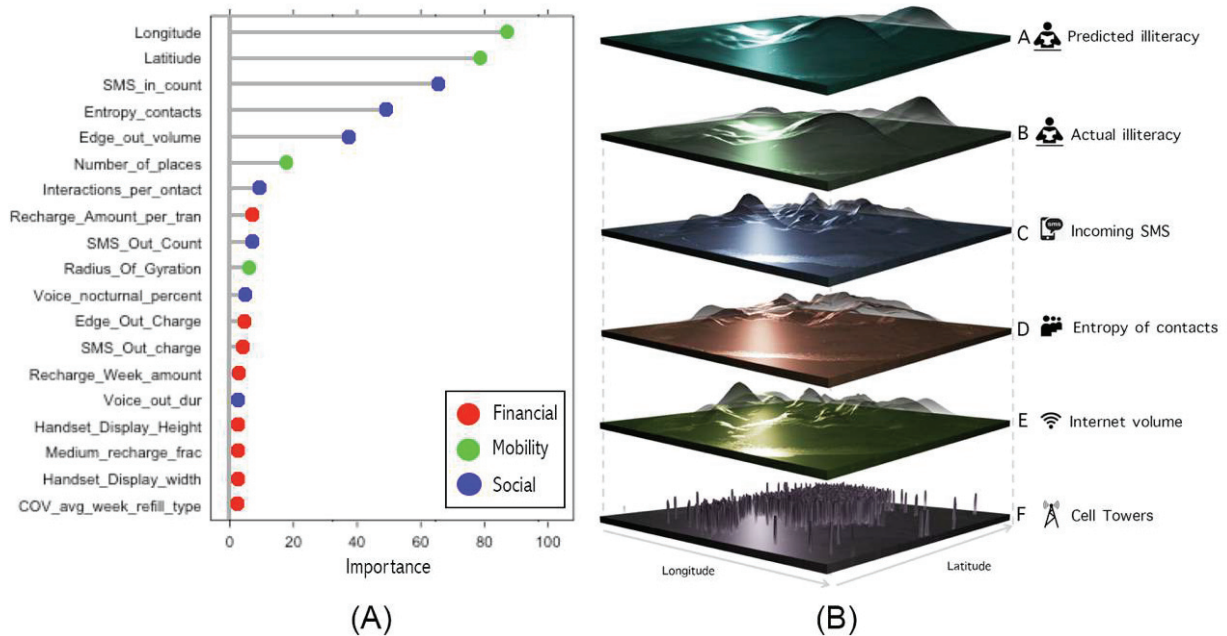 Longitude
Latitiude
SMS_in_count
Entropy_contacts
Edge_out_volume
Number_of_places
Interactions_per_ontact
Recharge_Amount_per_tran
SMS_Out_Count
Radius_Of_Gyration
Voice_nocturnal_percent
Edge_Out_Charge
SMS_Out_charge
Recharge_Week_amount
Voice_out_dur
Handset_Display_Height
Medium_recharge_frac
Handset_Display_width
COV_avg_week_refill_type
Financial
Mobility
Social
0 20 40 60 80 100
Importance
(A)
A Predicted illiteracy
B Actual illiteracy
C Incoming SMS
D Entropy of contacts
E Internet volume
F Cell Towers
Longitude
Latitude
(B)